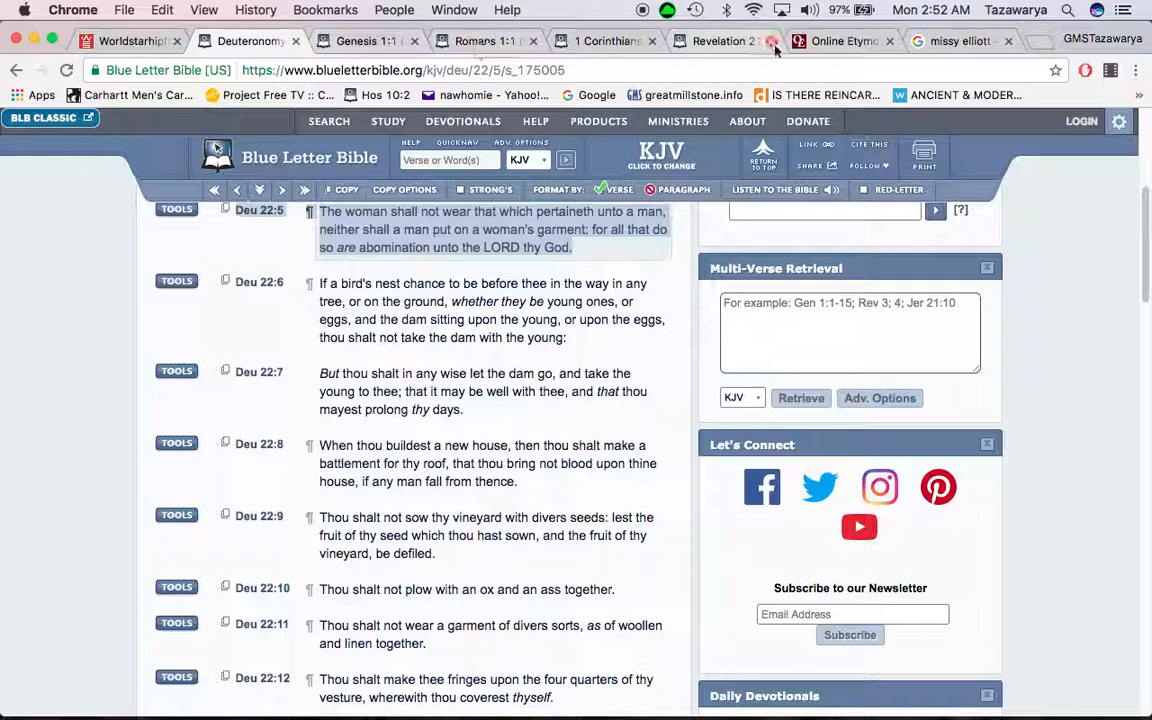 Chrome File Edit View History Bookmarks People Window Help 97% Mon 2:52 AM Tazawarya
Worldstarhip Deuteronomy Genesis 1:1 ( Romans 1:1 ( 1 Corinthians Revelation 2 Online Etymo missy elliott - GMSTazawarya
Blue Letter Bible [US] https://www.blueletterbible.org/kjv/deu/22/5/s_175005
Apps Carhartt Men's Car... Project Free TV :: C... Hos 10:2 nawhomie - Yahoo!... Google GMS greatmillstone.info IS THERE REINCAR... ANCIENT & MODER... »
BLB CLASSIC
SEARCH STUDY DEVOTIONALS HELP PRODUCTS MINISTRIES ABOUT DONATE LOGIN
Blue Letter Bible
HELP QUICKNAV ADV. OPTIONS
Verse or Word(s) KJV
KJV
CLICK TO CHANGE
RETURN
TO TOP
LINK CITE THIS
SHARE FOLLOW
PRINT
COPY COPY OPTIONS STRONG'S FORMAT BY: VERSE PARAGRAPH LISTEN TO THE BIBLE RED-LETTER
TOOLS Deu 22:5 ¶ The woman shall not wear that which pertaineth unto a man,
neither shall a man put on a woman's garment: for all that do
so are abomination unto the LORD thy God.
TOOLS Deu 22:6 ¶ If a bird's nest chance to be before thee in the way in any
tree, or on the ground, whether they be young ones, or
eggs, and the dam sitting upon the young, or upon the eggs,
thou shalt not take the dam with the young:
TOOLS Deu 22:7 ¶ But thou shalt in any wise let the dam go, and take the
young to thee; that it may be well with thee, and that thou
mayest prolong thy days.
TOOLS Deu 22:8 ¶ When thou buildest a new house, then thou shalt make a
battlement for thy roof, that thou bring not blood upon thine
house, if any man fall from thence.
TOOLS Deu 22:9 ¶ Thou shalt not sow thy vineyard with divers seeds: lest the
fruit of thy seed which thou hast sown, and the fruit of thy
vineyard, be defiled.
TOOLS Deu 22:10 ¶ Thou shalt not plow with an ox and an ass together.
TOOLS Deu 22:11 ¶ Thou shalt not wear a garment of divers sorts, as of woollen
and linen together.
TOOLS Deu 22:12 ¶ Thou shalt make thee fringes upon the four quarters of thy
vesture, wherewith thou coverest thyself.
[?]
Multi-Verse Retrieval
For example: Gen 1:1-15; Rev 3; 4; Jer 21:10
KJV Retrieve Adv. Options
Let's Connect
Subscribe to our Newsletter
Email Address
Subscribe
Daily Devotionals